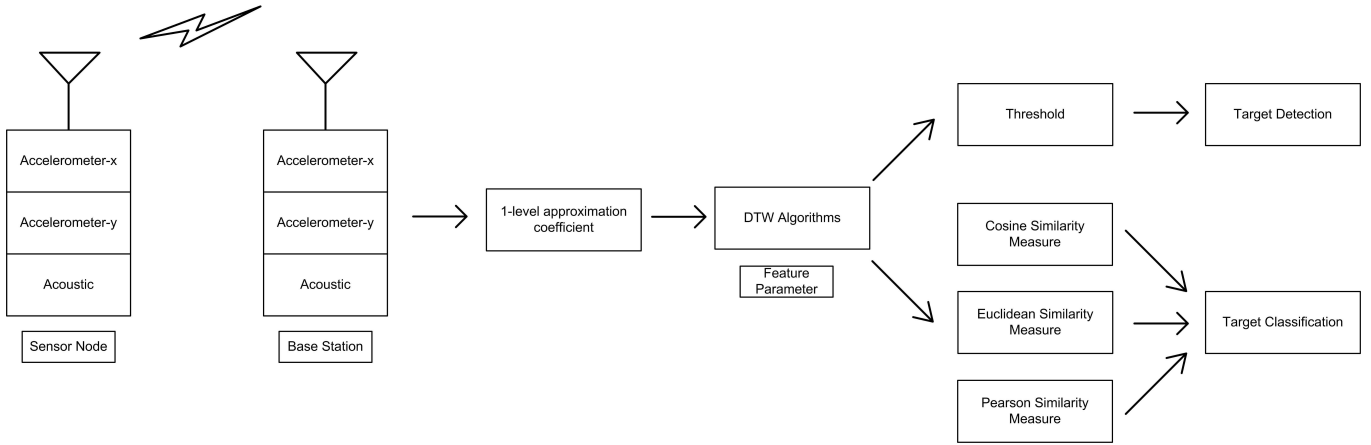 Accelerometer-x
Accelerometer-y
Acoustic
Sensor Node
Accelerometer-x
Accelerometer-y
Acoustic
Base Station
1-level approximation
coefficient
DTW Algorithms
Feature
Parameter
Threshold
Target Detection
Cosine Similarity
Measure
Euclidean Similarity
Measure
Pearson Similarity
Measure
Target Classification